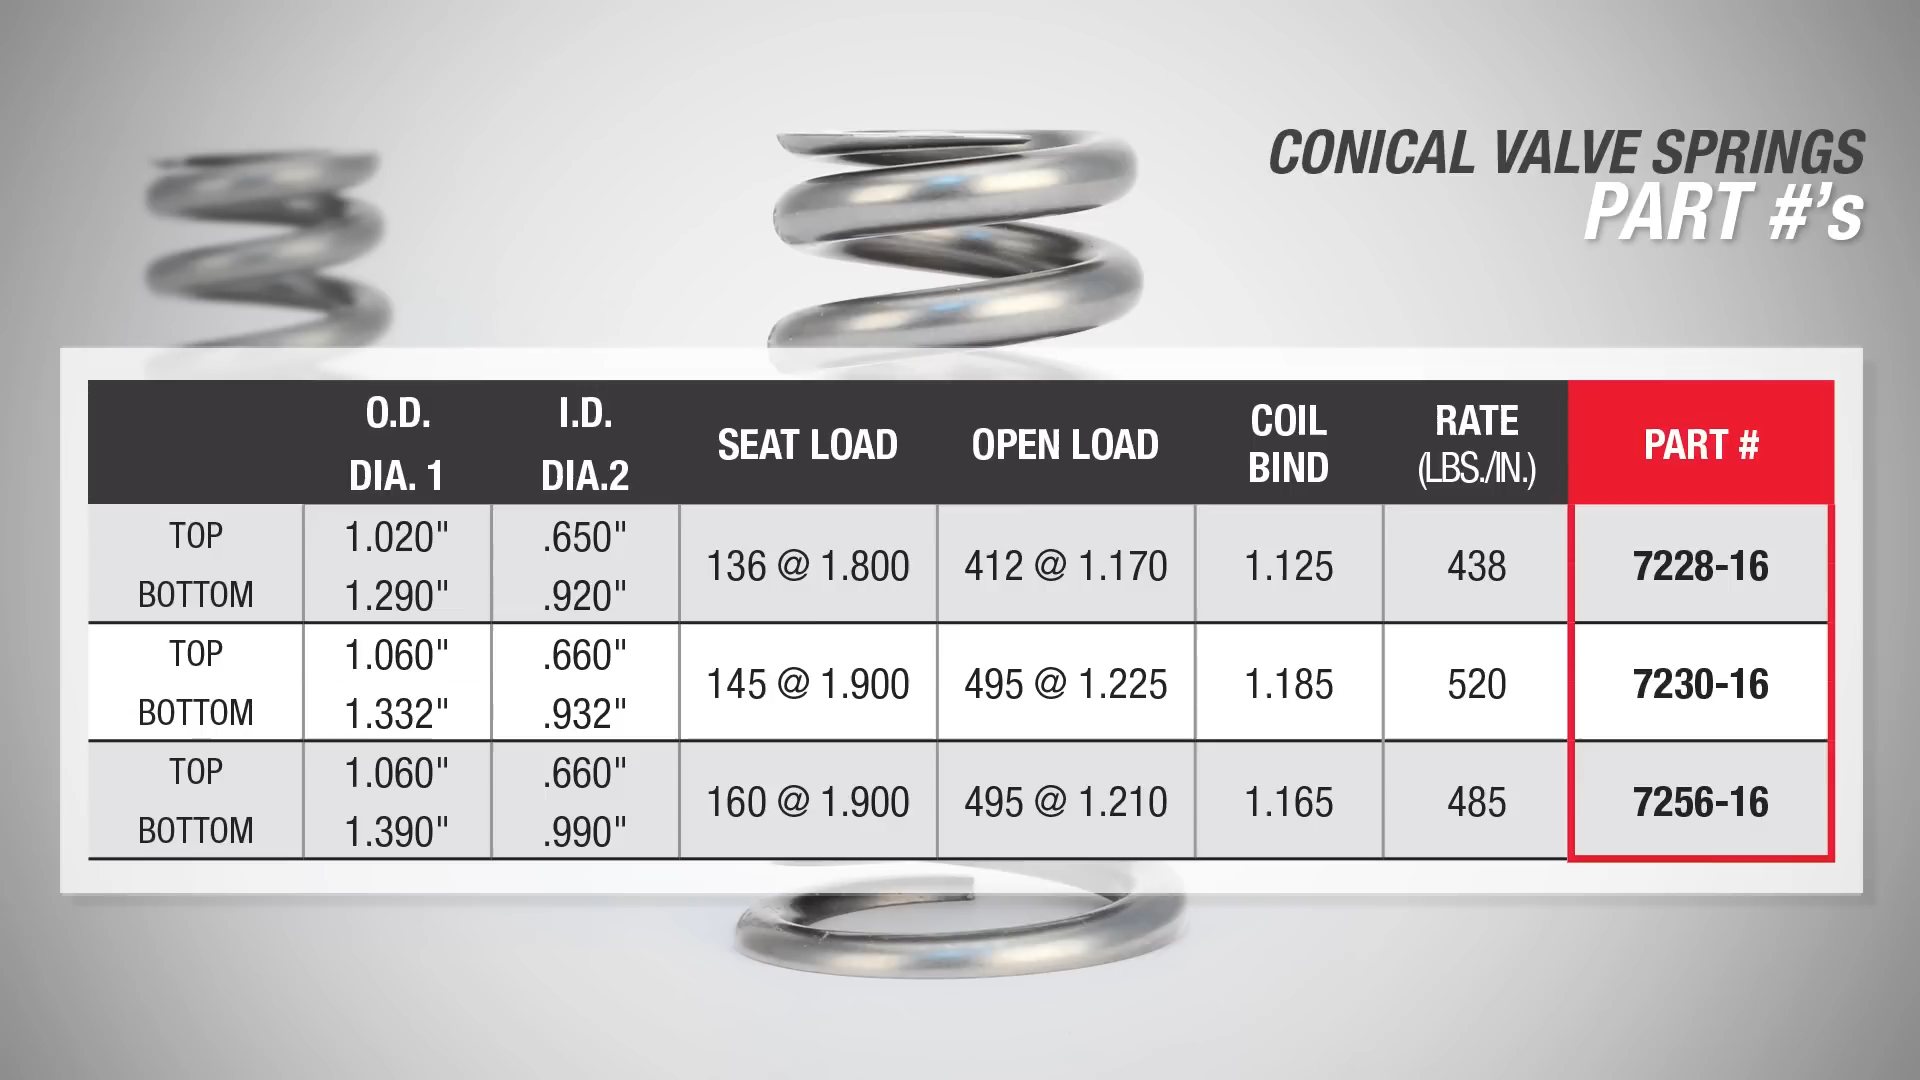 CONICAL VALVE SPRINGS
PART #'s
O.D. DIA. 1 I.D. DIA.2 SEAT LOAD OPEN LOAD COIL BIND RATE (LBS./IN.) PART #
TOP 1.020" .650"
136 @ 1.800 412 @ 1.170 1.125 438 7228-16
BOTTOM 1.290" .920"
TOP 1.060" .660"
145 @ 1.900 495 @ 1.225 1.185 520 7230-16
BOTTOM 1.332" .932"
TOP 1.060" .660"
160 @ 1.900 495 @ 1.210 1.165 485 7256-16
BOTTOM 1.390" .990"